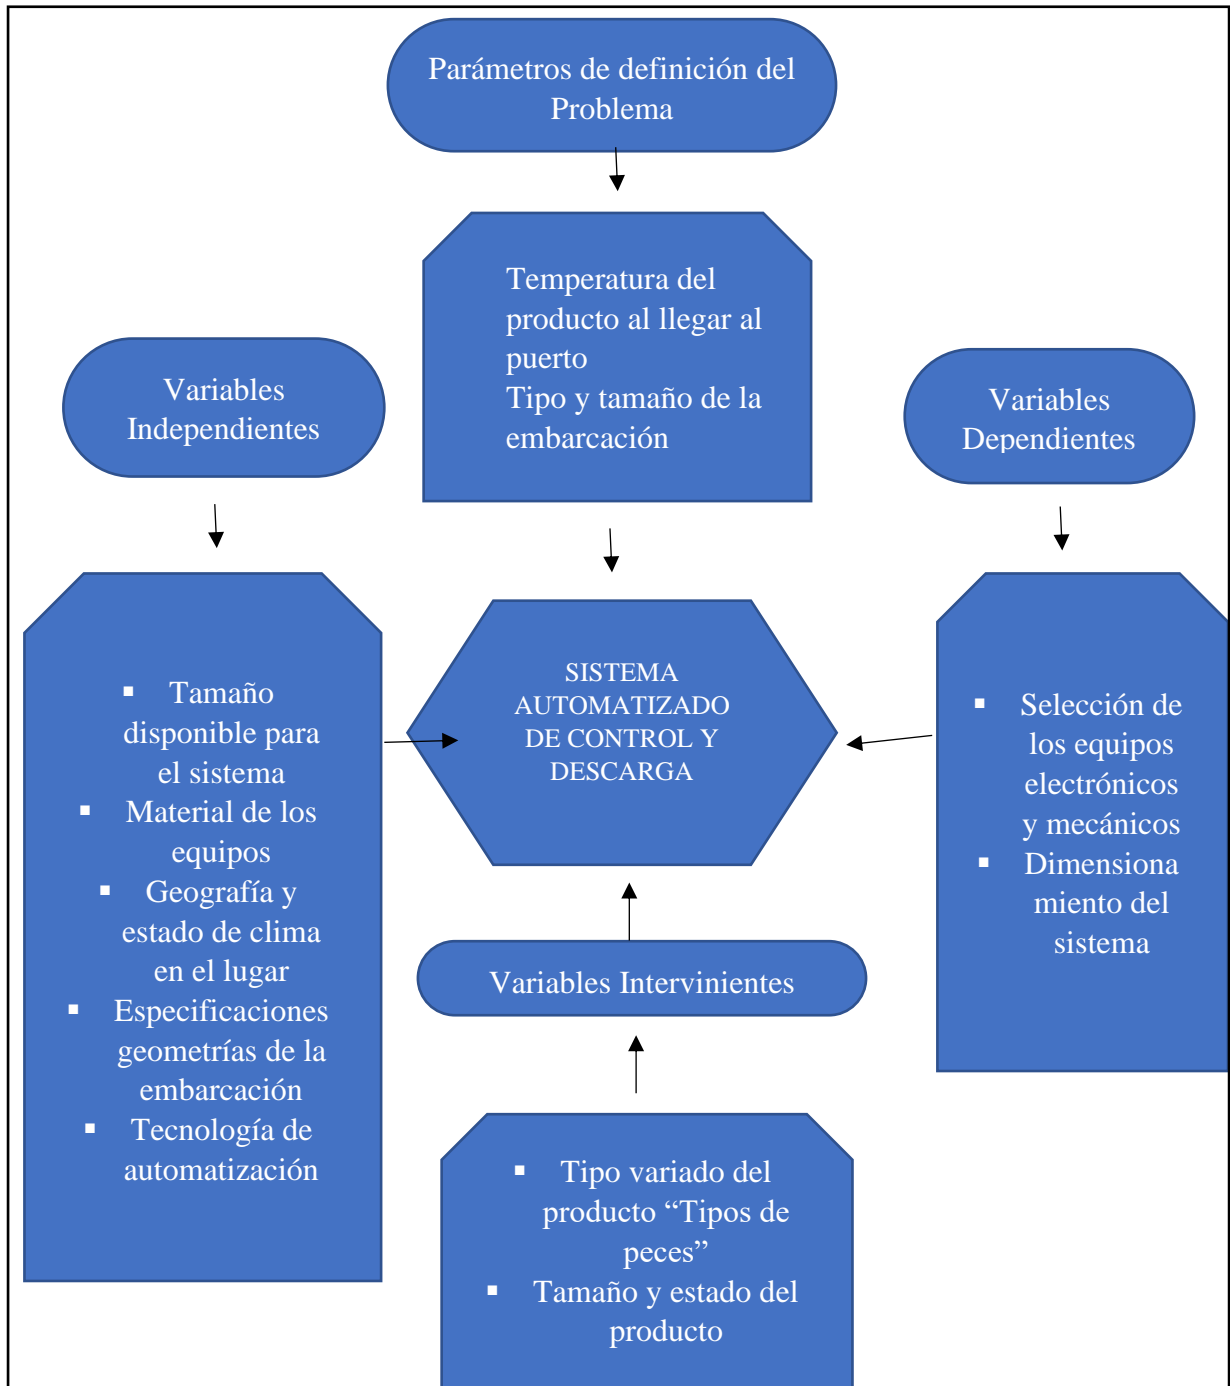 Parámetros de definición del
Problema
Temperatura del
producto al llegar al
puerto
Tipo y tamaño de la
embarcación
Variables
Independientes
Variables
Dependientes
▪ Tamaño
disponible para
el sistema
▪ Material de los
equipos
▪ Geografía y
estado de clima
en el lugar
▪ Especificaciones
geometrías de la
embarcación
▪ Tecnología de
automatización
SISTEMA
AUTOMATIZADO
DE CONTROL Y
DESCARGA
▪ Selección de
los equipos
electrónicos
y mecánicos
▪ Dimensiona
miento del
sistema
Variables Intervinientes
▪ Tipo variado del
producto “Tipos de
peces”
▪ Tamaño y estado del
producto